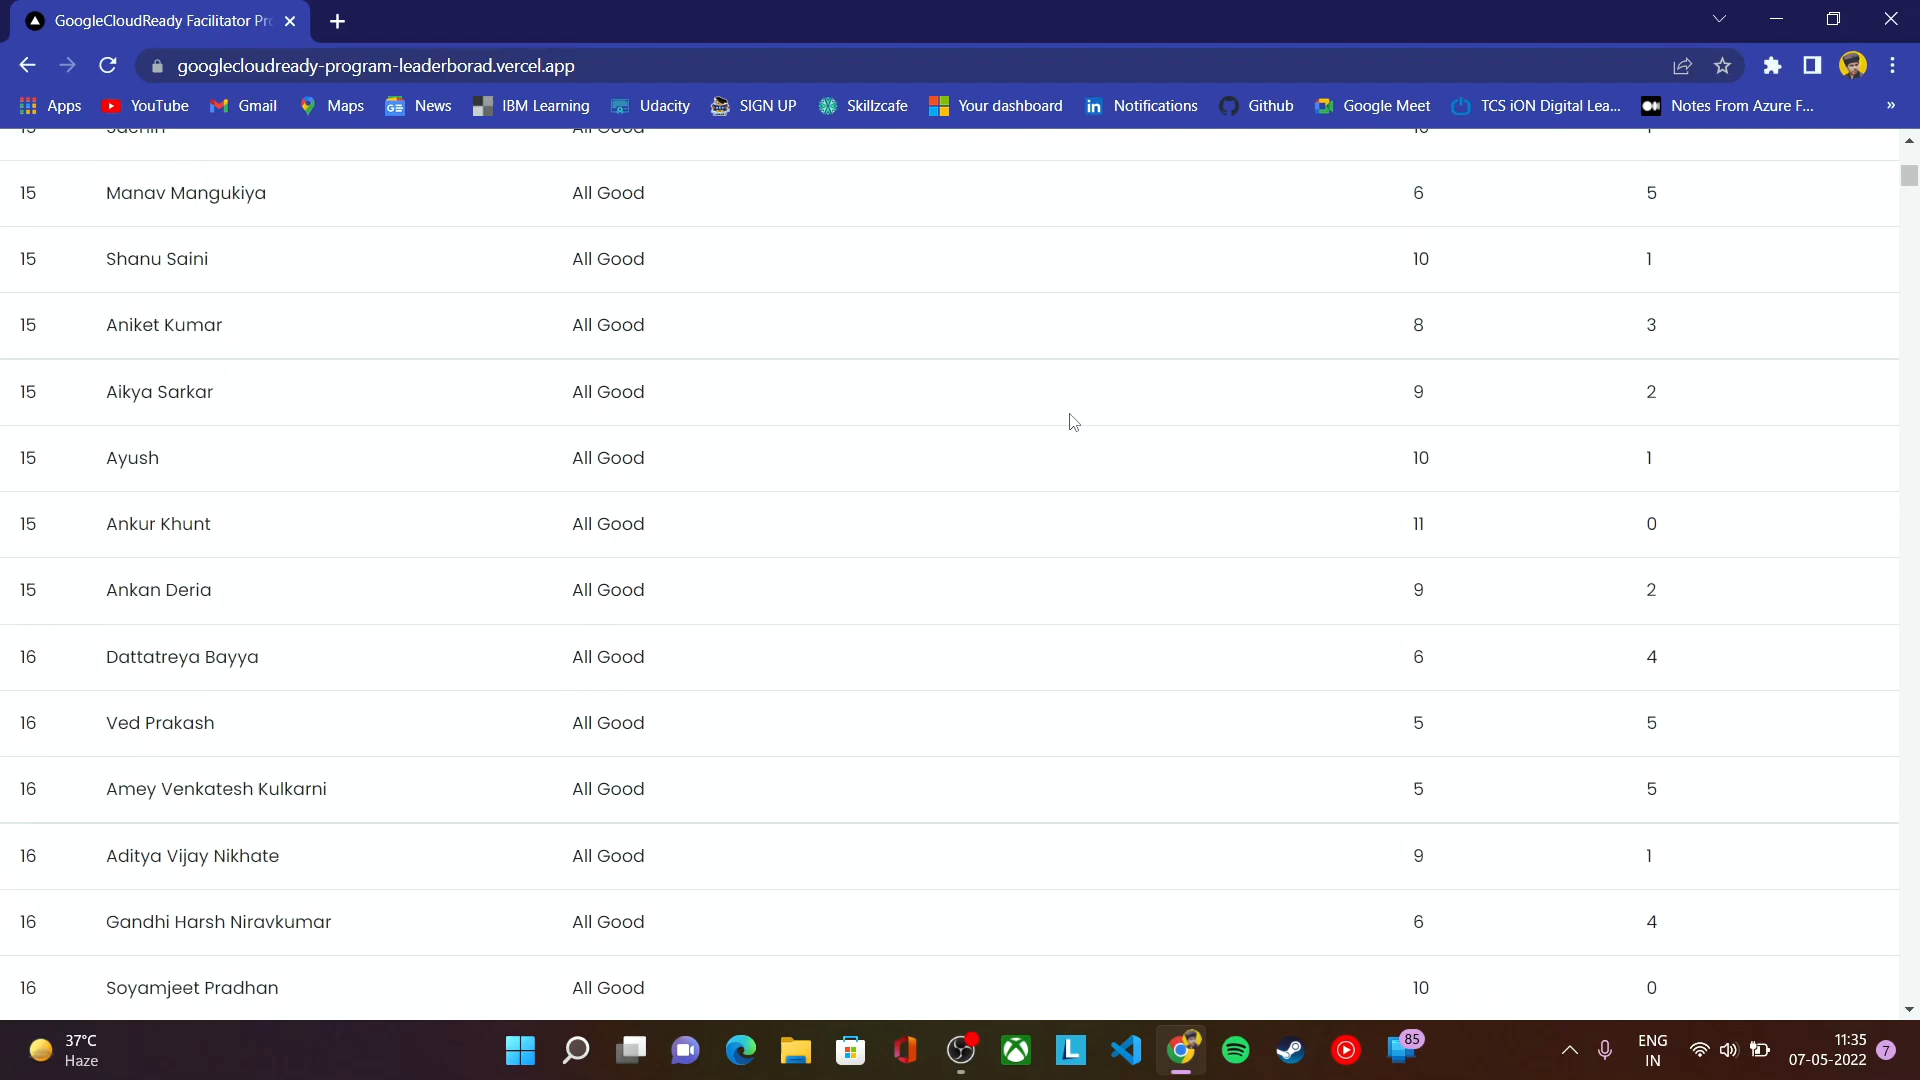 GoogleCloudReady Facilitator Pr
googlecloudready-program-leaderborad.vercel.app
Apps YouTube Gmail Maps News IBM Learning Udacity SIGN UP Skillzcafe Your dashboard Notifications Github Google Meet TCS iON Digital Lea... Notes From Azure F... »
15 Sachin All Good 10 1
15 Manav Mangukiya All Good 6 5
15 Shanu Saini All Good 10 1
15 Aniket Kumar All Good 8 3
15 Aikya Sarkar All Good 9 2
15 Ayush All Good 10 1
15 Ankur Khunt All Good 11 0
15 Ankan Deria All Good 9 2
16 Dattatreya Bayya All Good 6 4
16 Ved Prakash All Good 5 5
16 Amey Venkatesh Kulkarni All Good 5 5
16 Aditya Vijay Nikhate All Good 9 1
16 Gandhi Harsh Niravkumar All Good 6 4
16 Soyamjeet Pradhan All Good 10 0
37°C
Haze
85
ENG
IN
11:35
07-05-2022
7